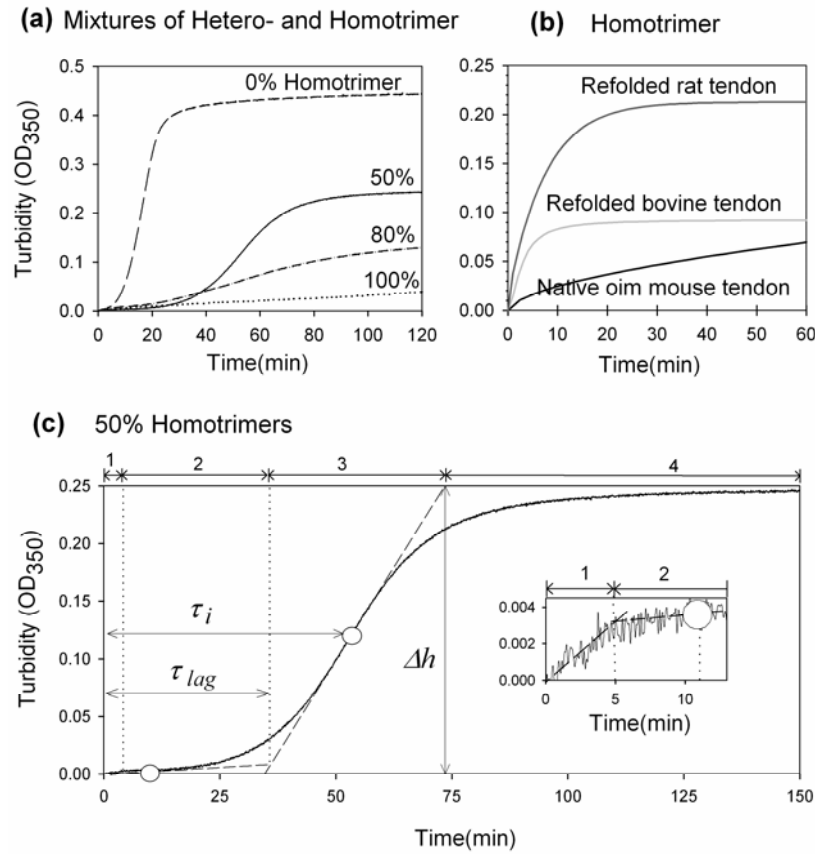 (a) Mixtures of Hetero- and Homotrimer
0.5
0.4
0.3
0.2
0.1
0.0
Turbidity (OD350)
0% Homotrimer
50%
80%
100%
0 20 40 60 80 100 120
Time(min)
(b) Homotrimer
0.25
0.20
0.15
0.10
0.05
0.00
Refolded rat tendon
Refolded bovine tendon
Native oim mouse tendon
0 10 20 30 40 50 60
Time(min)
(c) 50% Homotrimers
1 2 3 4
0.25
0.20
0.15
0.10
0.05
0.00
Turbidity (OD350)
τi
τlag
Δh
1 2
0.004
0.002
0.000
0 5 10
Time(min)
0 25 50 75 100 125 150
Time(min)